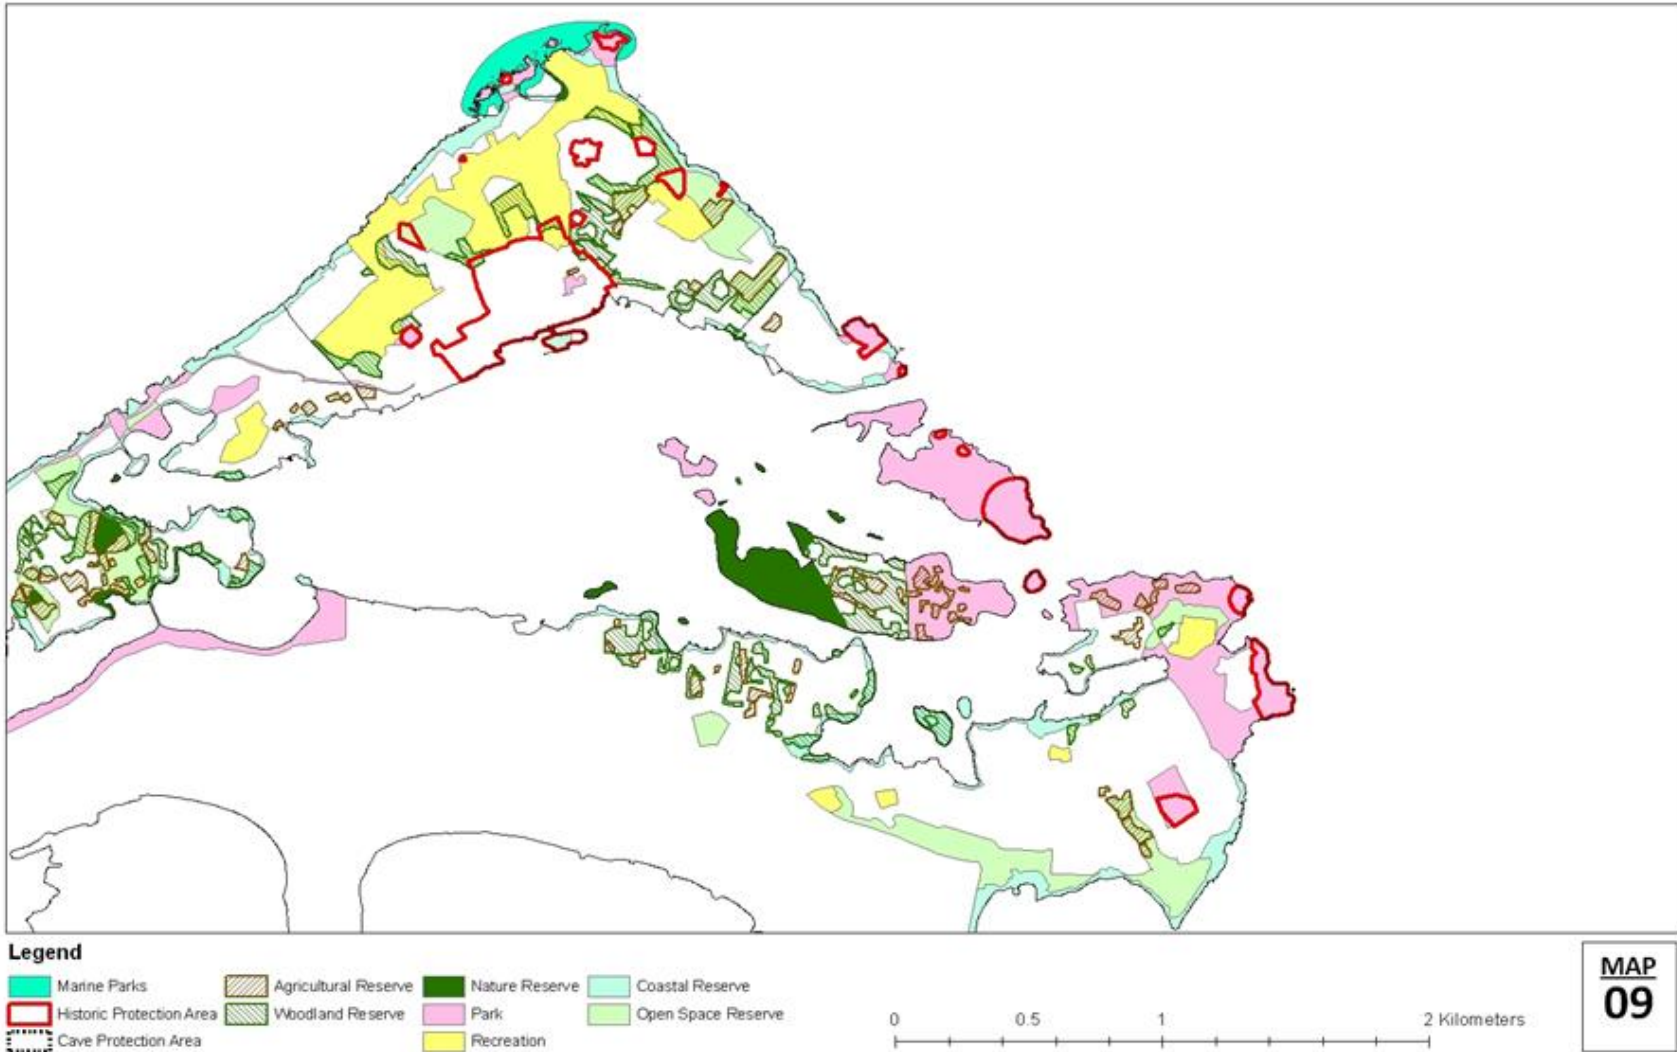 Legend
Marine Parks
Historic Protection Area
Cave Protection Area
Agricultural Reserve
Woodland Reserve
Nature Reserve
Park
Recreation
Coastal Reserve
Open Space Reserve
0 0.5 1 2 Kilometers
MAP
09